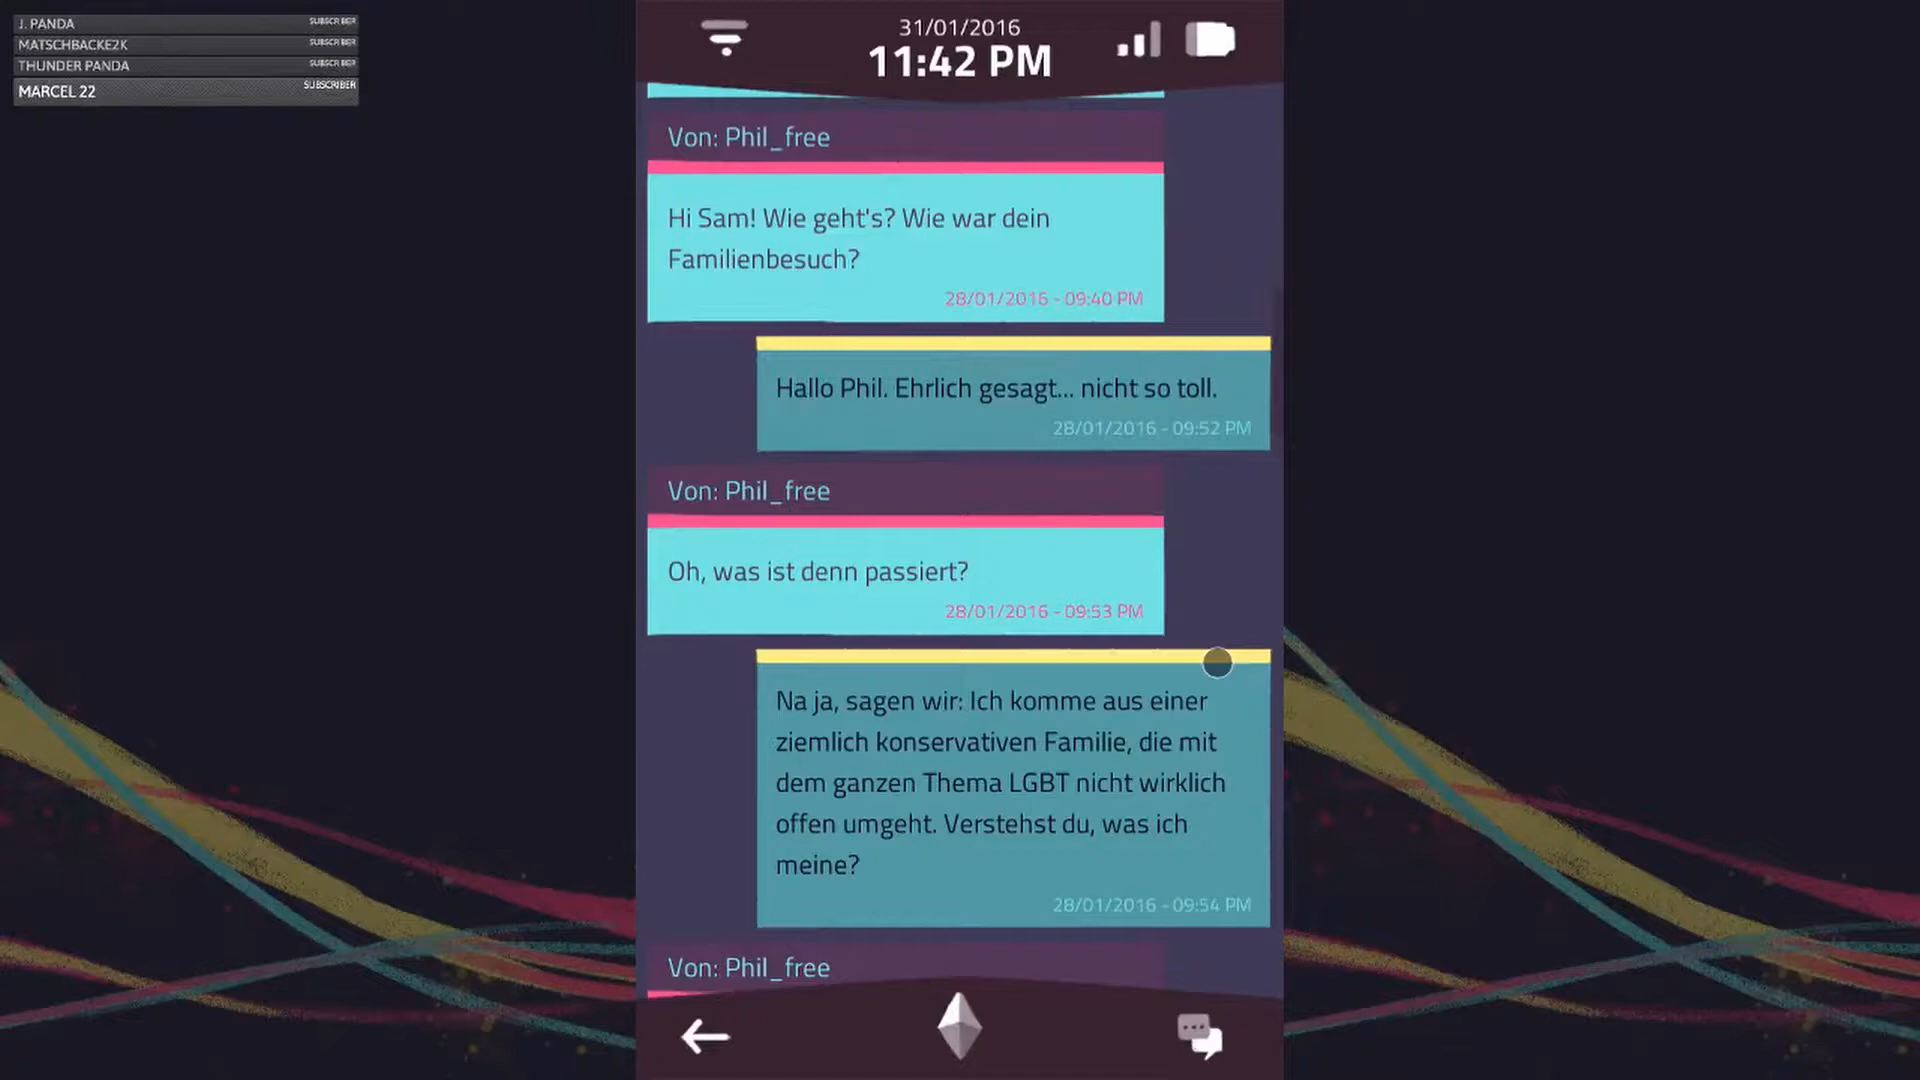 J. PANDA SUBSCRIBER
MATSCHBACKE2K SUBSCRIBER
THUNDER PANDA SUBSCRIBER
MARCEL 22 SUBSCRIBER
31/01/2016
11:42 PM
Von: Phil_free
Hi Sam! Wie geht's? Wie war dein
Familienbesuch?
28/01/2016 - 09:40 PM
Hallo Phil. Ehrlich gesagt... nicht so toll.
28/01/2016 - 09:52 PM
Von: Phil_free
Oh, was ist denn passiert?
28/01/2016 - 09:53 PM
Na ja, sagen wir: Ich komme aus einer
ziemlich konservativen Familie, die mit
dem ganzen Thema LGBT nicht wirklich
offen umgeht. Verstehst du, was ich
meine?
28/01/2016 - 09:54 PM
Von: Phil_free